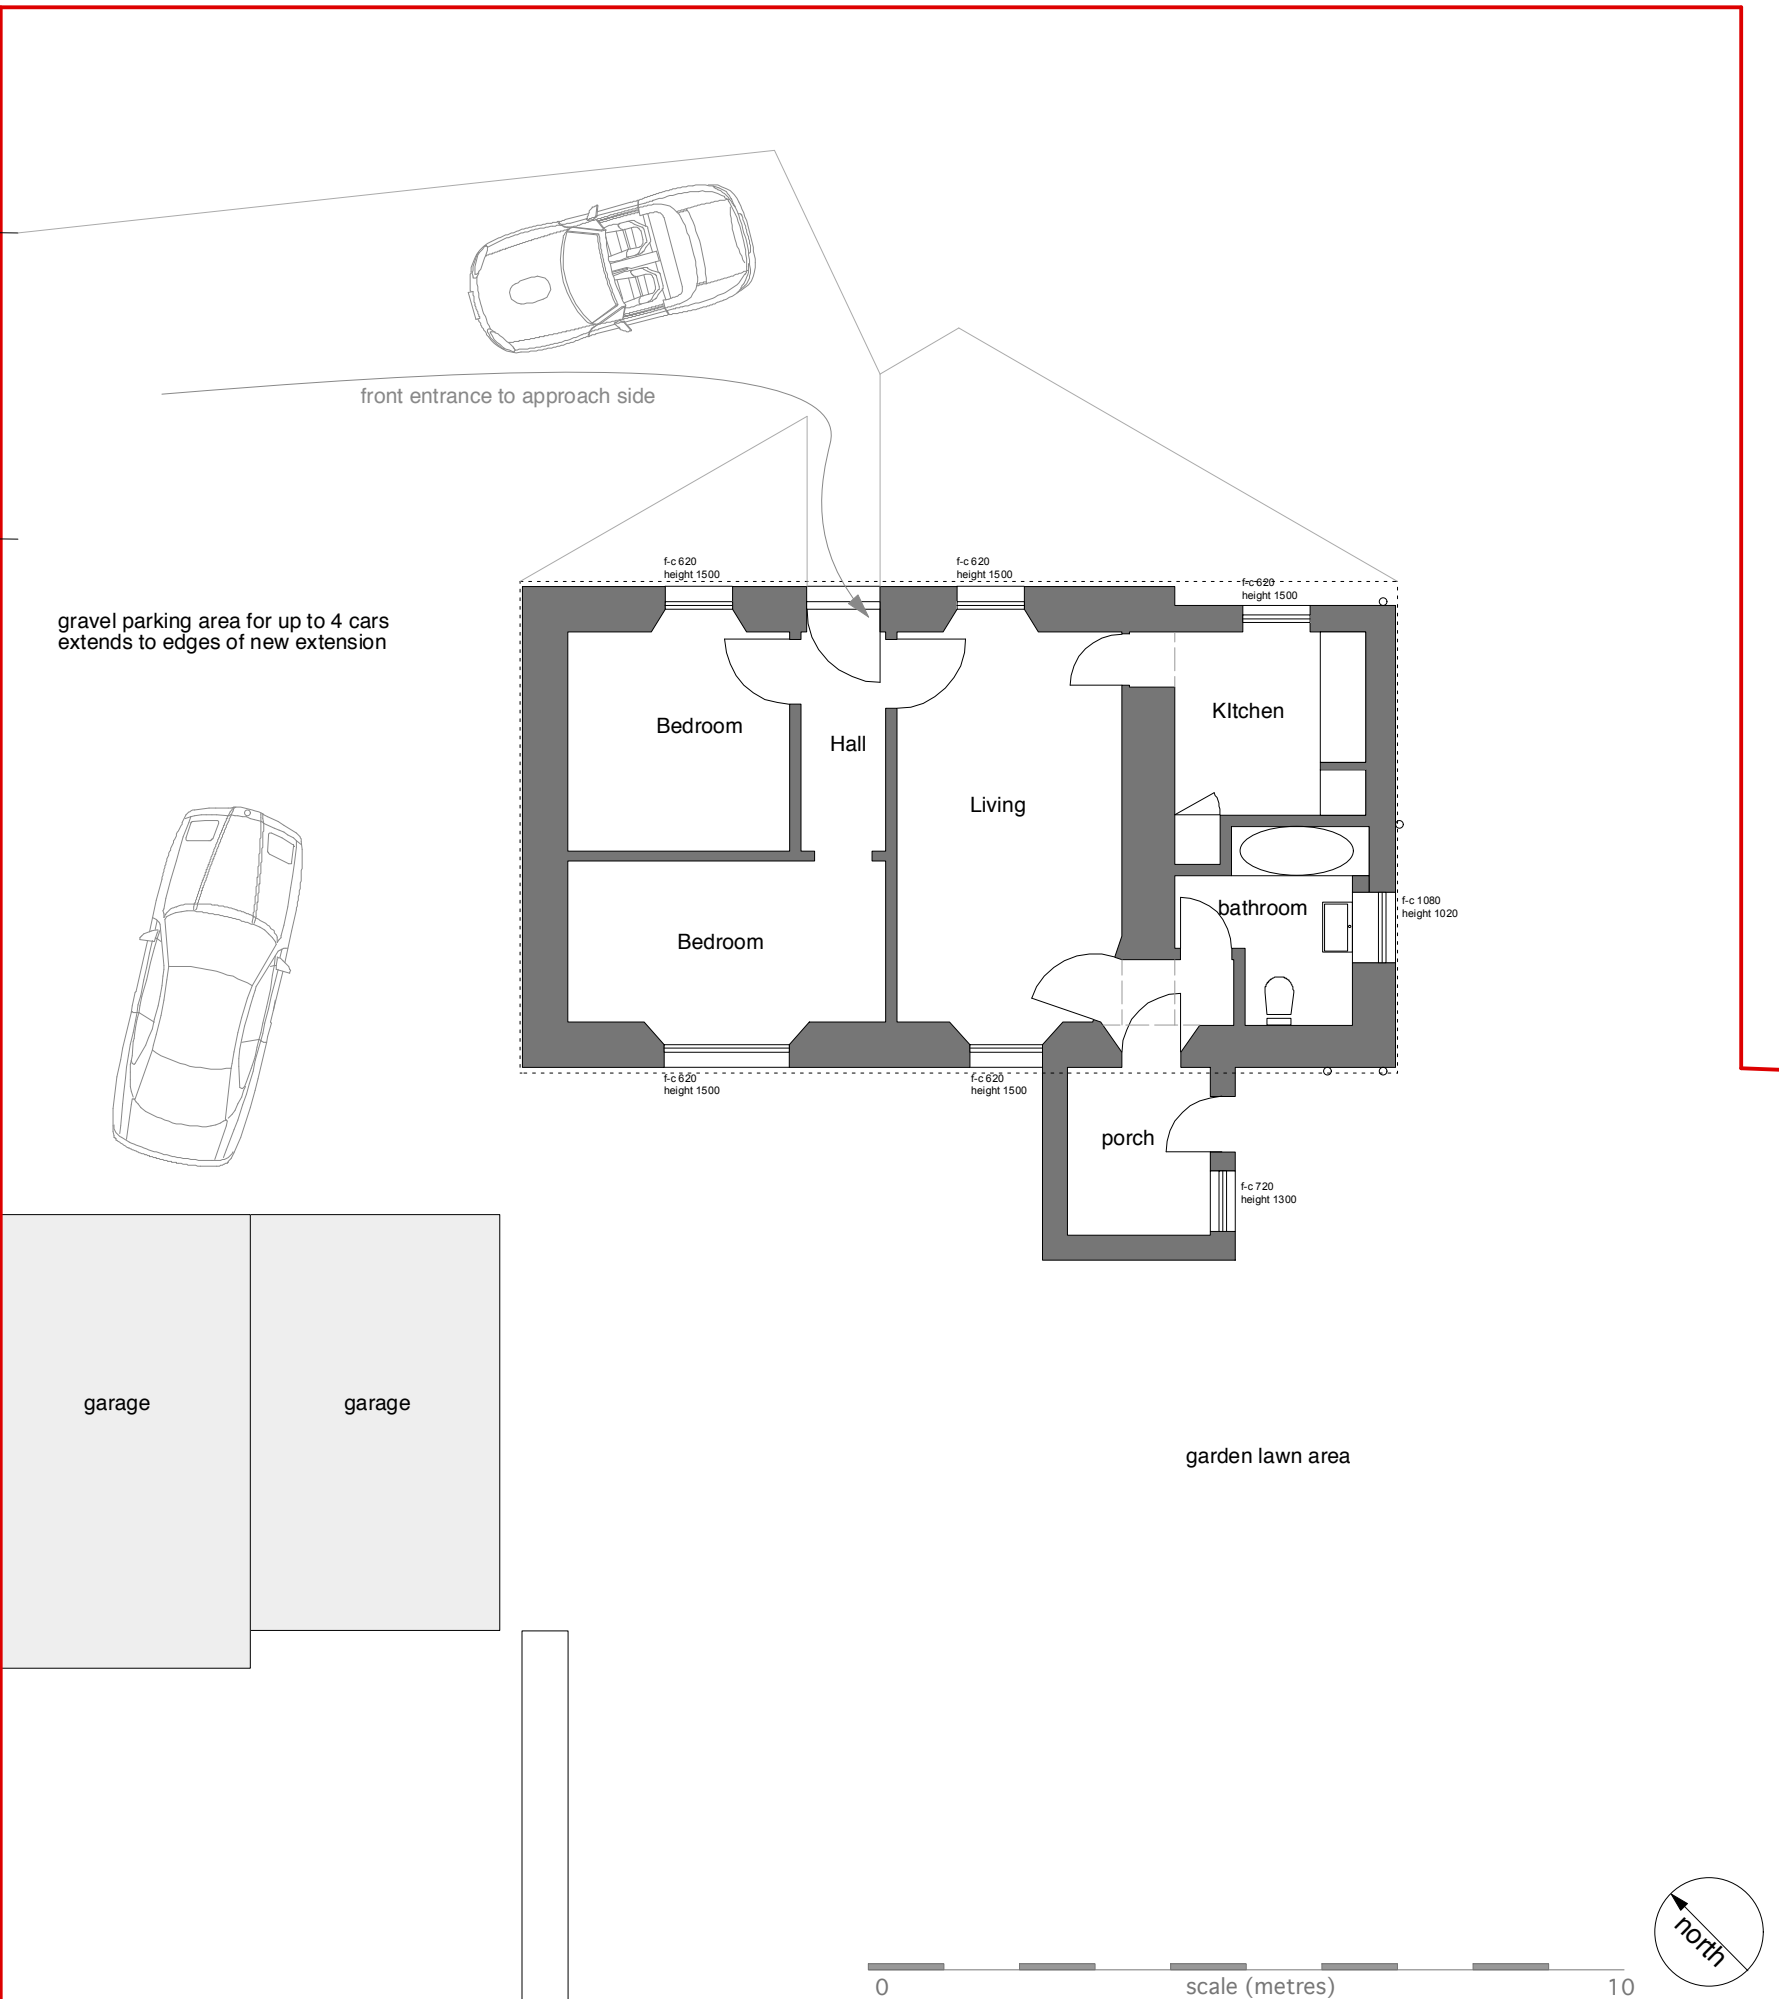 front entrance to approach side
f-c 620
height 1500
f-c 620
height 1500
f-c 620
height 1500
gravel parking area for up to 4 cars
extends to edges of new extension
Bedroom
Hall
KItchen
Living
bathroom
f-c 1080
height 1020
Bedroom
f-c 620
height 1500
f-c 620
height 1500
porch
f-c 720
height 1300
garage
garage
garden lawn area
north
0
scale (metres)
10